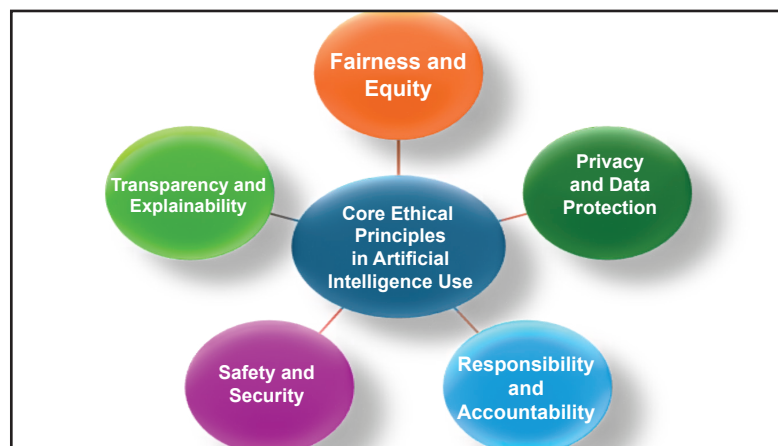 Fairness and
Equity
Transparency and
Explainability
Privacy
and Data
Protection
Core Ethical
Principles
in Artificial
Intelligence Use
Safety and
Security
Responsibility
and
Accountability